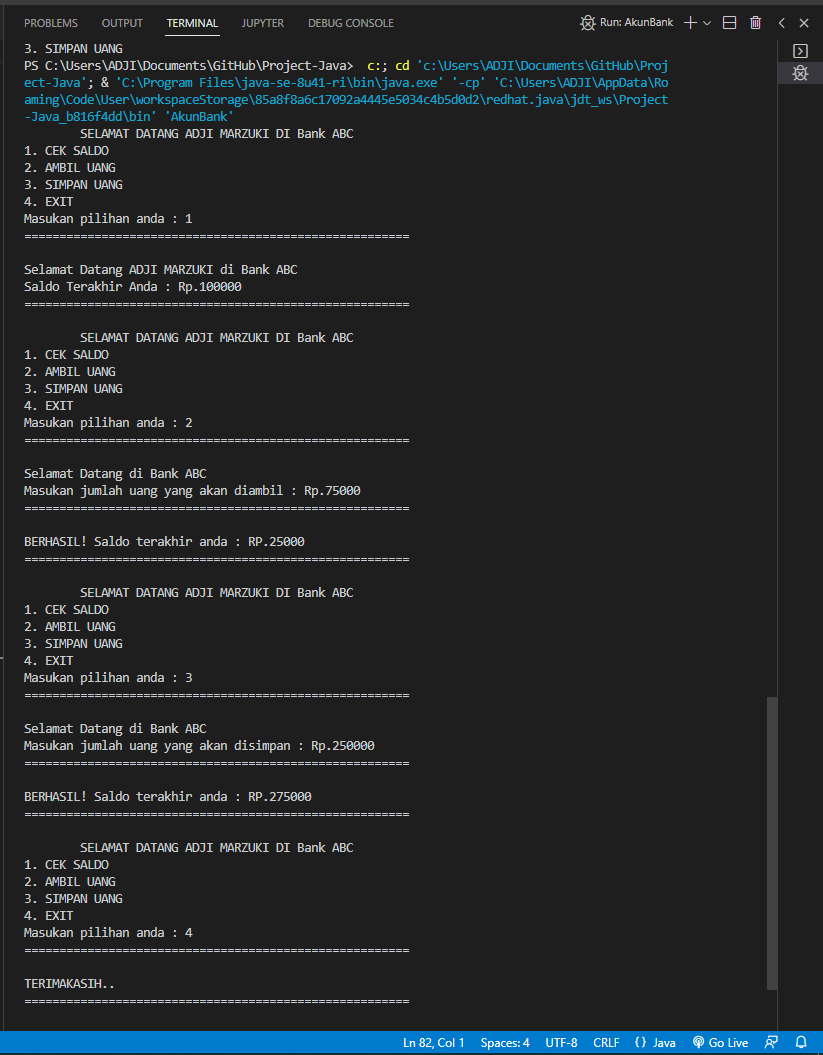 PROBLEMS OUTPUT TERMINAL JUPYTER DEBUG CONSOLE Run: AkunBank
3. SIMPAN UANG
PS C:\Users\ADJI\Documents\GitHub\Project-Java>  c:; cd 'c:\Users\ADJI\Documents\GitHub\Proj
ect-Java'; & 'C:\Program Files\java-se-8u41-ri\bin\java.exe' '-cp' 'C:\Users\ADJI\AppData\Ro
aming\Code\User\workspaceStorage\85a8f8a6c17092a4445e5034c4b5d0d2\redhat.java\jdt_ws\Project
-Java_b816f4dd\bin' 'AkunBank'
SELAMAT DATANG ADJI MARZUKI DI Bank ABC
1. CEK SALDO
2. AMBIL UANG
3. SIMPAN UANG
4. EXIT
Masukan pilihan anda : 1
=======================================================
Selamat Datang ADJI MARZUKI di Bank ABC
Saldo Terakhir Anda : Rp.100000
=======================================================
SELAMAT DATANG ADJI MARZUKI DI Bank ABC
1. CEK SALDO
2. AMBIL UANG
3. SIMPAN UANG
4. EXIT
Masukan pilihan anda : 2
=======================================================
Selamat Datang di Bank ABC
Masukan jumlah uang yang akan diambil : Rp.75000
=======================================================
BERHASIL! Saldo terakhir anda : RP.25000
=======================================================
SELAMAT DATANG ADJI MARZUKI DI Bank ABC
1. CEK SALDO
2. AMBIL UANG
3. SIMPAN UANG
4. EXIT
Masukan pilihan anda : 3
=======================================================
Selamat Datang di Bank ABC
Masukan jumlah uang yang akan disimpan : Rp.250000
=======================================================
BERHASIL! Saldo terakhir anda : RP.275000
=======================================================
SELAMAT DATANG ADJI MARZUKI DI Bank ABC
1. CEK SALDO
2. AMBIL UANG
3. SIMPAN UANG
4. EXIT
Masukan pilihan anda : 4
=======================================================
TERIMAKASIH..
=======================================================
Ln 82, Col 1 Spaces: 4 UTF-8 CRLF {} Java Go Live